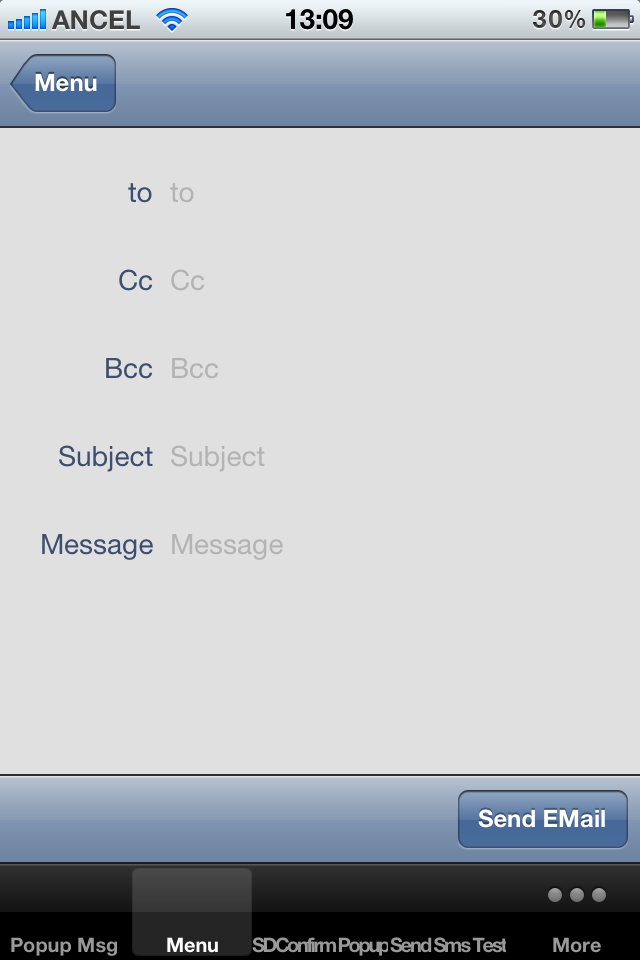 ANCEL 13:09 30%
Menu
to to
Cc Cc
Bcc Bcc
Subject Subject
Message Message
Send EMail
Popup Msg Menu SDConfirm Popup Send Sms Test More